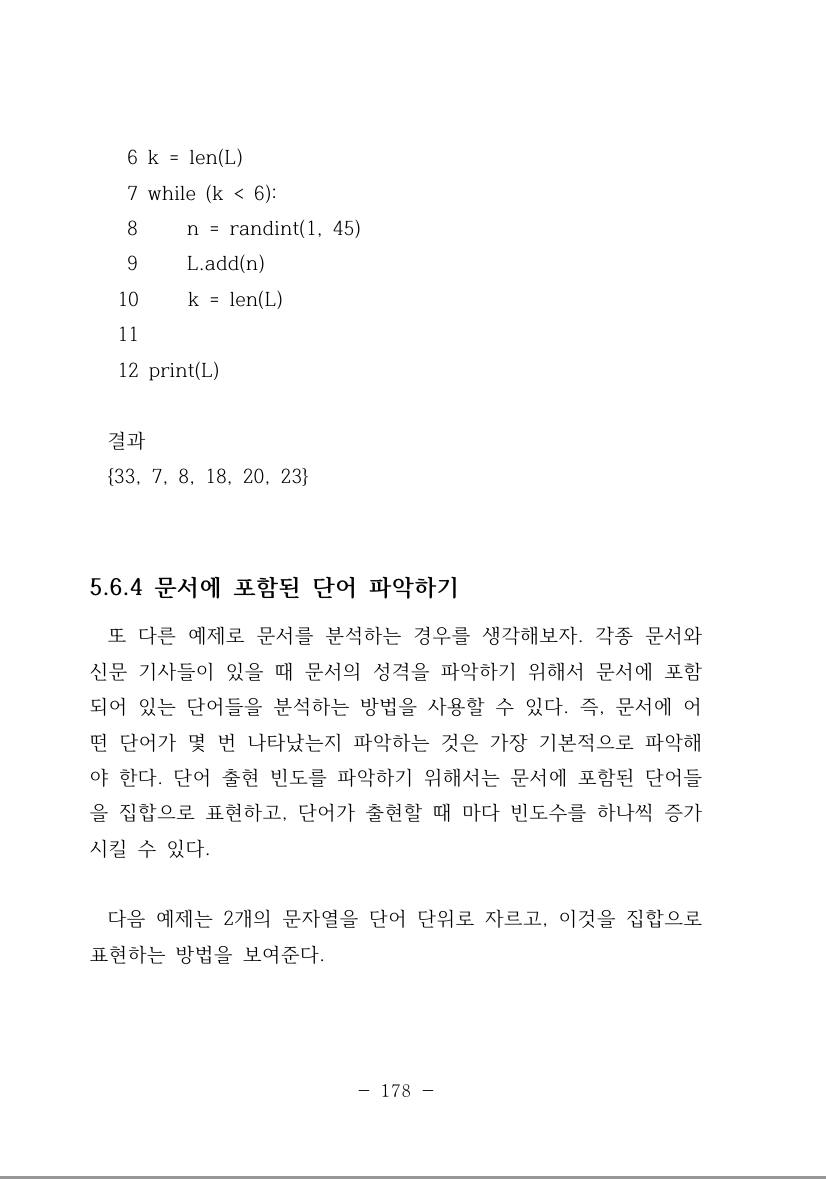 6 k = len(L)
7 while (k < 6):
8     n = randint(1, 45)
9     L.add(n)
10     k = len(L)
11
12 print(L)
결과
{33, 7, 8, 18, 20, 23}
5.6.4 문서에 포함된 단어 파악하기
또 다른 예제로 문서를 분석하는 경우를 생각해보자. 각종 문서와
신문 기사들이 있을 때 문서의 성격을 파악하기 위해서 문서에 포함
되어 있는 단어들을 분석하는 방법을 사용할 수 있다. 즉, 문서에 어
떤 단어가 몇 번 나타났는지 파악하는 것은 가장 기본적으로 파악해
야 한다. 단어 출현 빈도를 파악하기 위해서는 문서에 포함된 단어들
을 집합으로 표현하고, 단어가 출현할 때 마다 빈도수를 하나씩 증가
시킬 수 있다.
다음 예제는 2개의 문자열을 단어 단위로 자르고, 이것을 집합으로
표현하는 방법을 보여준다.
- 178 -